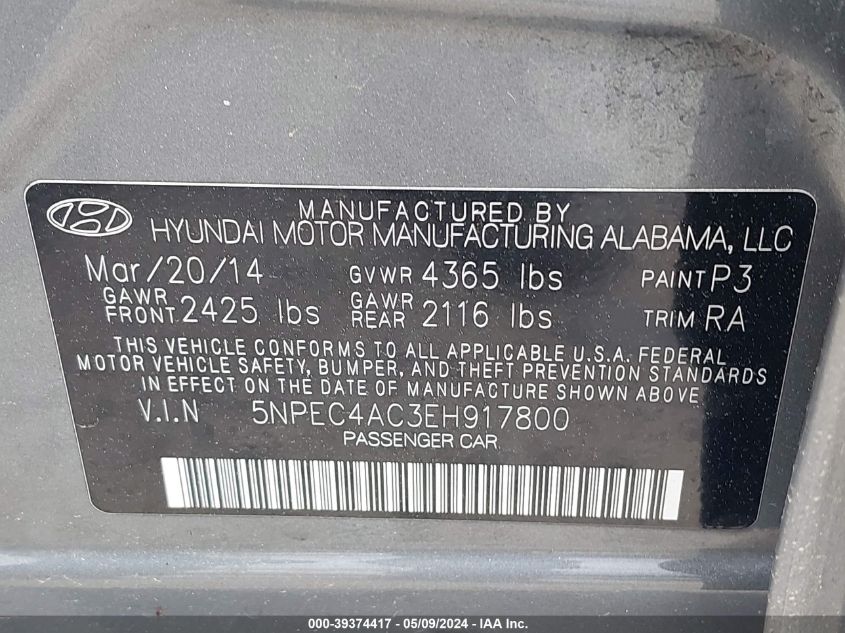 MANUFACTURED BY
HYUNDAI MOTOR MANUFACTURING ALABAMA, LLC
Mar/20/14 GVWR 4365 lbs PAINT P3
GAWR FRONT 2425 lbs GAWR REAR 2116 lbs TRIM RA
THIS VEHICLE CONFORMS TO ALL APPLICABLE U.S.A. FEDERAL
MOTOR VEHICLE SAFETY, BUMPER, AND THEFT PREVENTION STANDARDS
IN EFFECT ON THE DATE OF MANUFACTURE SHOWN ABOVE
V.I.N 5NPEC4AC3EH917800
PASSENGER CAR
000-39374417 - 05/09/2024 - IAA Inc.